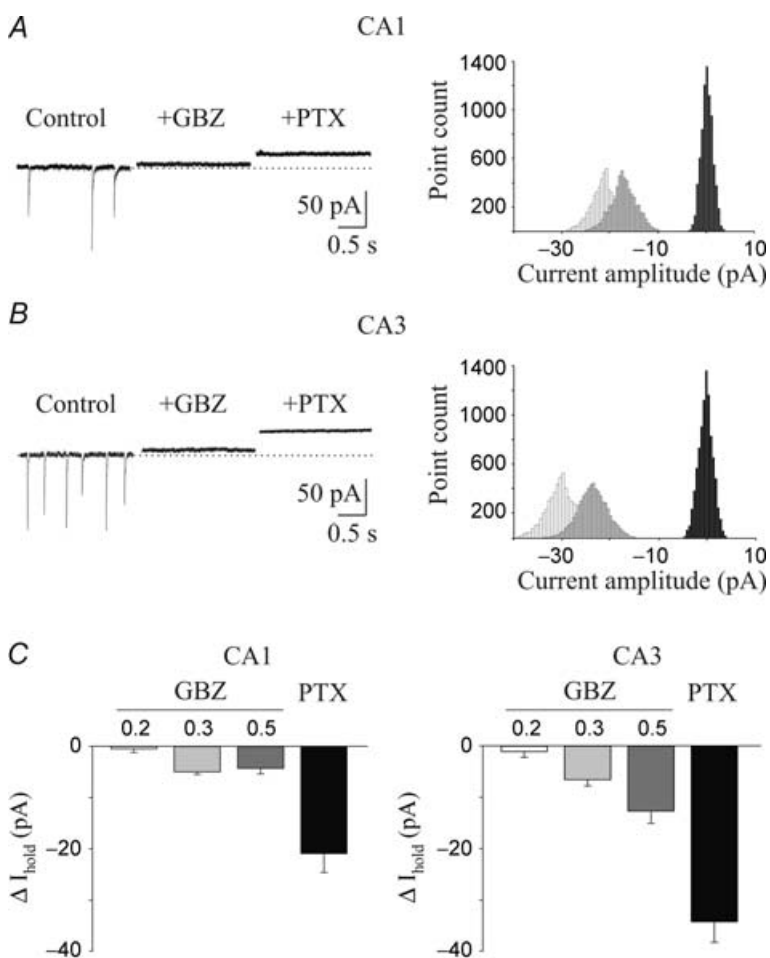 A
CA1
Control +GBZ +PTX
50 pA
0.5 s
Point count
1400
1000
600
200
−30 −10 10
Current amplitude (pA)
B
CA3
Control +GBZ +PTX
50 pA
0.5 s
Point count
1400
1000
600
200
−30 −10 10
Current amplitude (pA)
C
CA1
GBZ PTX
0.2 0.3 0.5
0
−20
−40
Δ Ihold (pA)
CA3
GBZ PTX
0.2 0.3 0.5
0
−20
−40
Δ Ihold (pA)